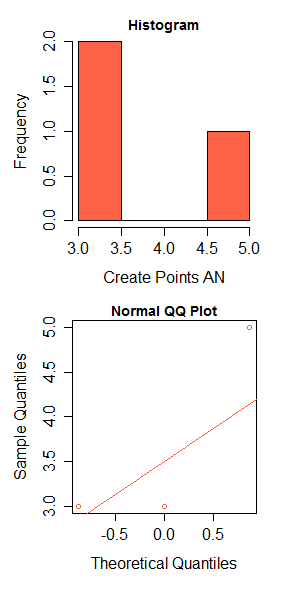 Histogram
2.0
1.5
1.0
0.5
0.0
Frequency
3.0 3.5 4.0 4.5 5.0
Create Points AN
Normal QQ Plot
5.0
4.5
4.0
3.5
3.0
Sample Quantiles
-0.5 0.0 0.5
Theoretical Quantiles